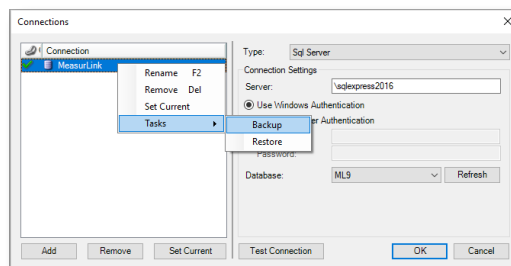 Connections
Connection
MeasurLink
Rename F2
Remove Del
Set Current
Tasks
Backup
Restore
Type: Sql Server
Connection Settings
Server: \sqlexpress2016
Use Windows Authentication
Authentication
Password:
Database: ML9 Refresh
Add Remove Set Current Test Connection OK Cancel